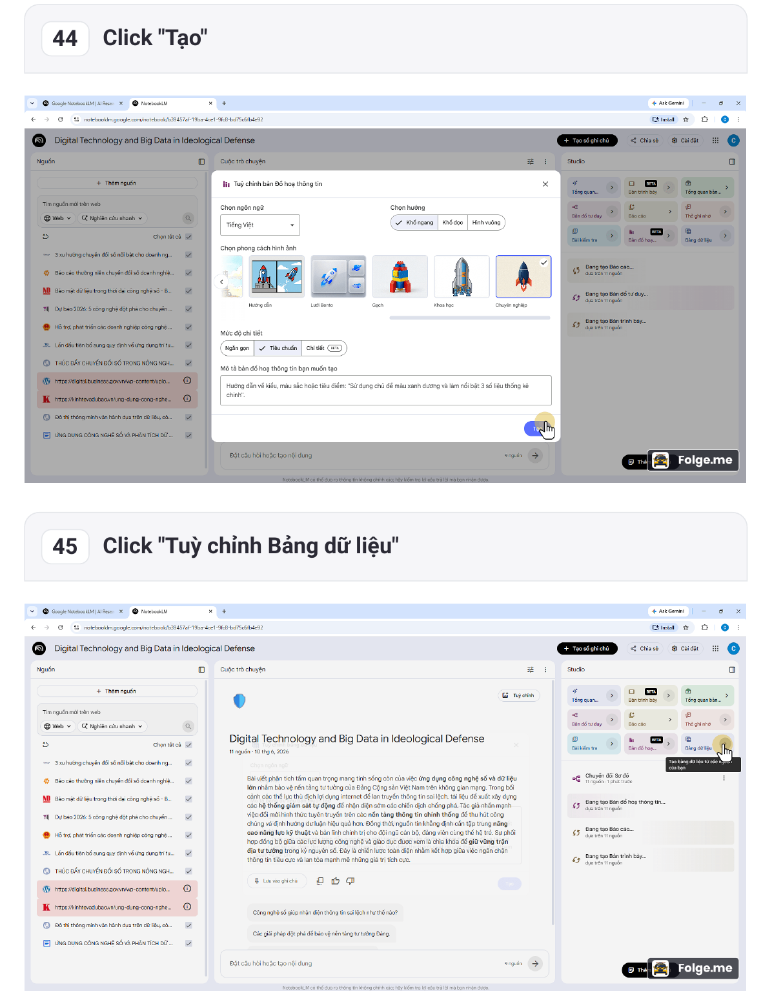 44 Click "Tạo"
Google NotebookLM | AI Resea
NotebookLM
Ask Gemini
notebooklm.google.com/notebook/b39457af-19ba-4ce1-9fc8-bd75c6fb4e92
Install
Digital Technology and Big Data in Ideological Defense
Tạo sổ ghi chú
Chia sẻ
Cài đặt
C
Nguồn
Cuộc trò chuyện
Studio
Thêm nguồn
Tìm nguồn mới trên web
Web
Nghiên cứu nhanh
Chọn tất cả
3 xu hướng chuyển đổi số nổi bật cho doanh ng...
Báo cáo thường niên chuyển đổi số doanh nghiệ...
Bảo mật dữ liệu trong thời đại công nghệ số - B...
Dự báo 2026: 5 công nghệ đột phá cho chuyển ...
Hỗ trợ, phát triển các doanh nghiệp công nghệ ...
Lần đầu tiên bổ sung quy định về ứng dụng trí tu...
THÚC ĐẨY CHUYỂN ĐỔI SỐ TRONG NÔNG NGH...
https://digital.business.gov.vn/wp-content/uplo...
https://kinhtevadubao.vn/ung-dung-cong-nghe...
Đô thị thông minh vận hành dựa trên dữ liệu, cô...
ỨNG DỤNG CÔNG NGHỆ SỐ VÀ PHÂN TÍCH DỮ ...
Tuỳ chỉnh bản Đồ hoạ thông tin
Chọn ngôn ngữ
Chọn hướng
Tiếng Việt
Khổ ngang
Khổ dọc
Hình vuông
Chọn phong cách hình ảnh
Hướng dẫn
Lưới Bento
Gạch
Khoa học
Chuyên nghiệp
Mức độ chi tiết
Ngắn gọn
Tiêu chuẩn
Chi tiết
BETA
Mô tả bản đồ hoạ thông tin bạn muốn tạo
Hướng dẫn về kiểu, màu sắc hoặc tiêu điểm: "Sử dụng chủ đề màu xanh dương và làm nổi bật 3 số liệu thống kê
chính".
Đặt câu hỏi hoặc tạo nội dung
9 nguồn
NotebookLM có thể đưa ra thông tin không chính xác; hãy kiểm tra kỹ câu trả lời mà bạn nhận được.
Tổng quan...
BETA
Bản trình bày
Tổng quan bằn...
Bản đồ tư duy
Báo cáo
Thẻ ghi nhớ
Bài kiểm tra
BETA
Bản đồ hoạ...
Bảng dữ liệu
Đang tạo Báo cáo...
dựa trên 11 nguồn
Đang tạo Bản đồ tư duy...
dựa trên 11 nguồn
Đang tạo Bản trình bày...
dựa trên 11 nguồn
Folge.me
45 Click "Tuỳ chỉnh Bảng dữ liệu"
Google NotebookLM | AI Resea
NotebookLM
Ask Gemini
notebooklm.google.com/notebook/b39457af-19ba-4ce1-9fc8-bd75c6fb4e92
Install
Digital Technology and Big Data in Ideological Defense
Tạo sổ ghi chú
Chia sẻ
Cài đặt
C
Nguồn
Cuộc trò chuyện
Studio
Thêm nguồn
Tìm nguồn mới trên web
Web
Nghiên cứu nhanh
Chọn tất cả
3 xu hướng chuyển đổi số nổi bật cho doanh ng...
Báo cáo thường niên chuyển đổi số doanh nghiệ...
Bảo mật dữ liệu trong thời đại công nghệ số - B...
Dự báo 2026: 5 công nghệ đột phá cho chuyển ...
Hỗ trợ, phát triển các doanh nghiệp công nghệ ...
Lần đầu tiên bổ sung quy định về ứng dụng trí tu...
THÚC ĐẨY CHUYỂN ĐỔI SỐ TRONG NÔNG NGH...
https://digital.business.gov.vn/wp-content/uplo...
https://kinhtevadubao.vn/ung-dung-cong-nghe...
Đô thị thông minh vận hành dựa trên dữ liệu, cô...
ỨNG DỤNG CÔNG NGHỆ SỐ VÀ PHÂN TÍCH DỮ ...
Tuỳ chỉnh
Digital Technology and Big Data in Ideological Defense
11 nguồn · 10 thg 6, 2026
Bài viết phân tích tầm quan trọng mang tính sống còn của việc ứng dụng công nghệ số và dữ liệu
lớn nhằm bảo vệ nền tảng tư tưởng của Đảng Cộng sản Việt Nam trên không gian mạng. Trong bối
cảnh các thế lực thù địch lợi dụng internet để lan truyền thông tin sai lệch, tài liệu đề xuất xây dựng
các hệ thống giám sát tự động để nhận diện sớm các chiến dịch chống phá. Tác giả nhấn mạnh
việc đổi mới hình thức tuyên truyền trên các nền tảng thông tin chính thống để thu hút công
chúng và định hướng dư luận hiệu quả hơn. Đồng thời, nguồn tin khẳng định cần tập trung nâng
cao năng lực kỹ thuật và bản lĩnh chính trị cho đội ngũ cán bộ, đảng viên cùng thế hệ trẻ. Sự phối
hợp đồng bộ giữa các lực lượng công nghệ và giáo dục được xem là chìa khóa để giữ vững trận
địa tư tưởng trong kỷ nguyên số. Đây là chiến lược toàn diện nhằm kết hợp giữa việc ngăn chặn
thông tin tiêu cực và lan tỏa mạnh mẽ những giá trị tích cực.
Lưu vào ghi chú
Công nghệ số giúp nhận diện thông tin sai lệch như thế nào?
Các giải pháp đột phá để bảo vệ nền tảng tư tưởng Đảng.
Đặt câu hỏi hoặc tạo nội dung
9 nguồn
NotebookLM có thể đưa ra thông tin không chính xác; hãy kiểm tra kỹ câu trả lời mà bạn nhận được.
Tổng quan...
BETA
Bản trình bày
Tổng quan bằn...
Bản đồ tư duy
Báo cáo
Thẻ ghi nhớ
Bài kiểm tra
BETA
Bản đồ hoạ...
Bảng dữ liệu
Tạo bảng dữ liệu từ các nguồn
của bạn
Chuyển đổi Sơ đồ
11 nguồn · 1 phút trước
Đang tạo Bản đồ hoạ thông tin...
dựa trên 11 nguồn
Đang tạo Báo cáo...
dựa trên 11 nguồn
Đang tạo Bản trình bày...
dựa trên 11 nguồn
Folge.me